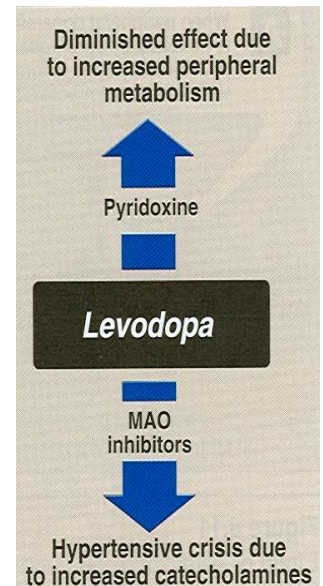 Diminished effect due
to increased peripheral
metabolism
Pyridoxine
Levodopa
MAO
inhibitors
Hypertensive crisis due
to increased catecholamines